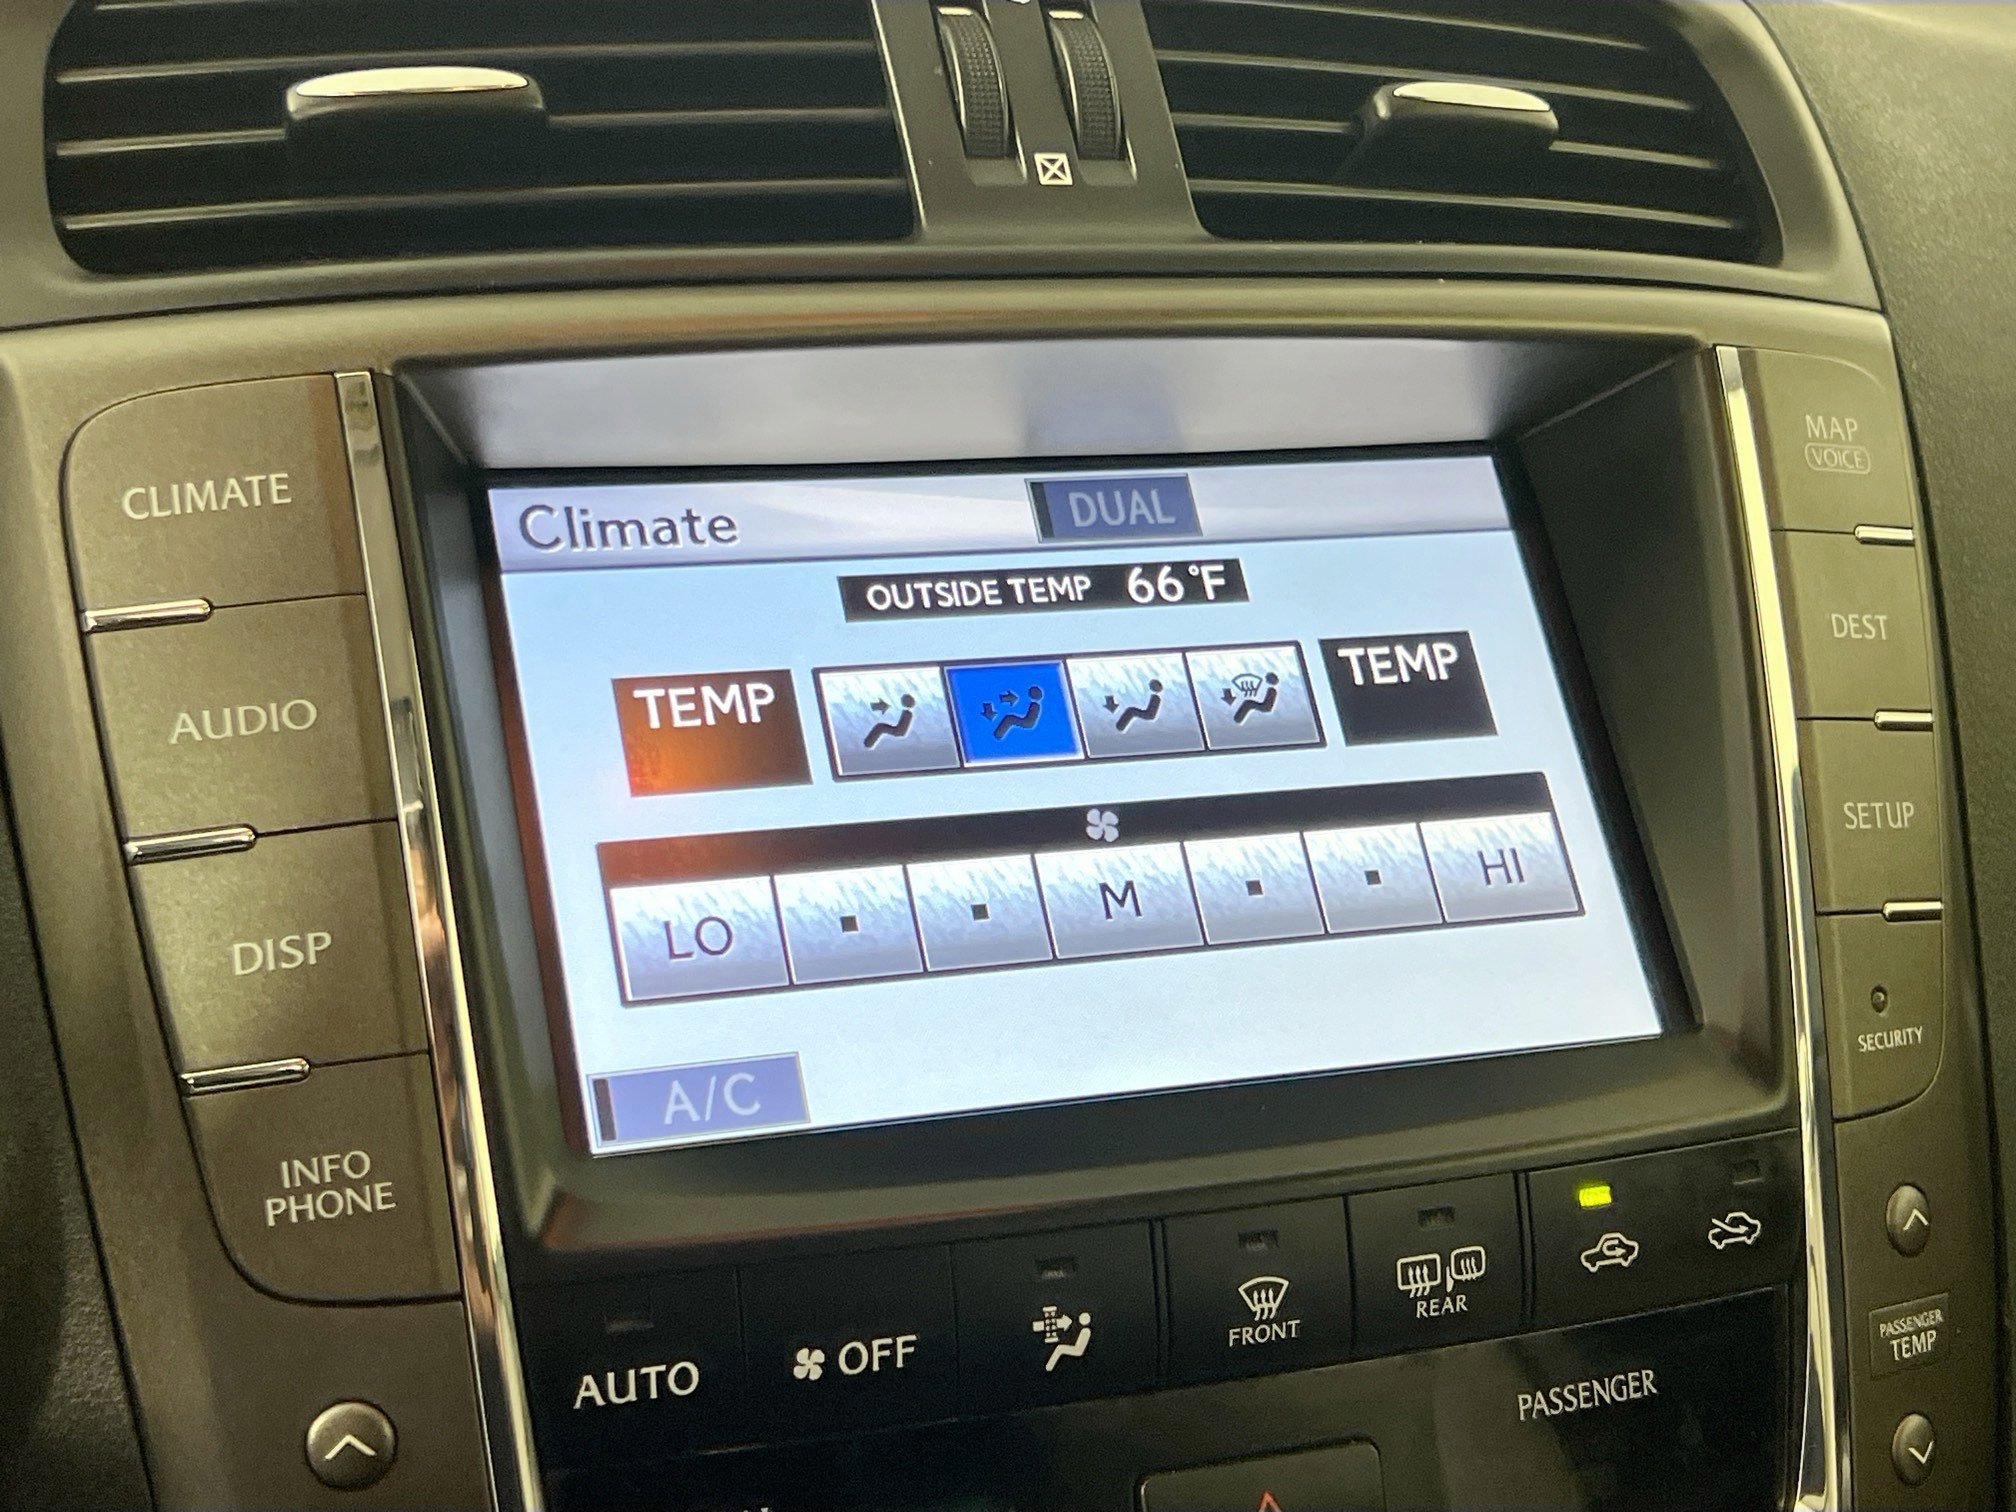 CLIMATE
AUDIO
DISP
INFO
PHONE
Climate
DUAL
OUTSIDE TEMP 66°F
TEMP
TEMP
LO
M
HI
A/C
MAP
VOICE
DEST
SETUP
SECURITY
AUTO
OFF
FRONT
REAR
PASSENGER
TEMP
PASSENGER